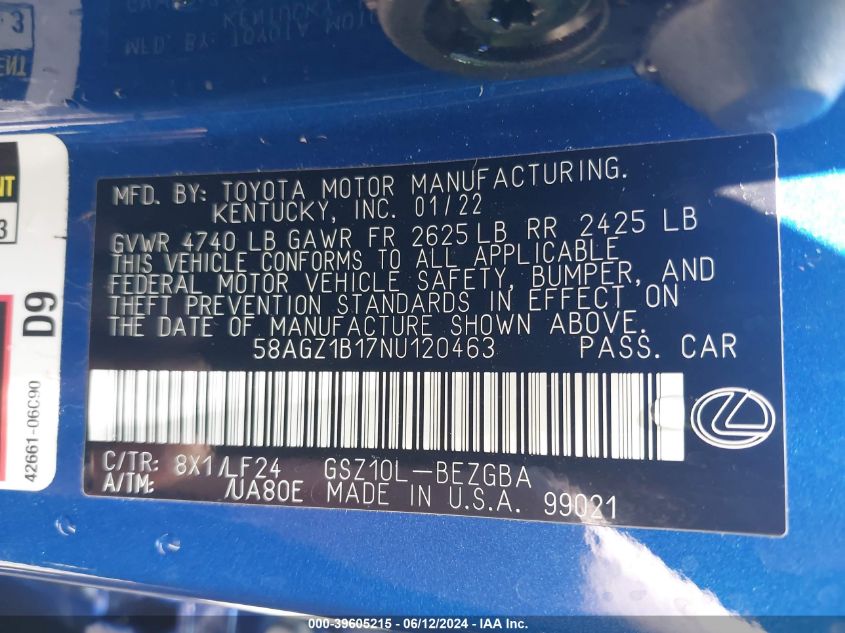 MFD. BY: TOYOTA MOTOR MANUFACTURING.
KENTUCKY, INC. 01/22
GVWR 4740 LB GAWR FR 2625 LB RR 2425 LB
THIS VEHICLE CONFORMS TO ALL APPLICABLE
FEDERAL MOTOR VEHICLE SAFETY, BUMPER, AND
THEFT PREVENTION STANDARDS IN EFFECT ON
THE DATE OF MANUFACTURE SHOWN ABOVE.
58AGZ1B17NU120463 PASS. CAR
C/TR: 8X1/LF24 GSZ10L-BEZGBA
A/TM: /UA80E MADE IN U.S.A. 99021
D9
42661-06C90
000-39605215 - 06/12/2024 - IAA Inc.